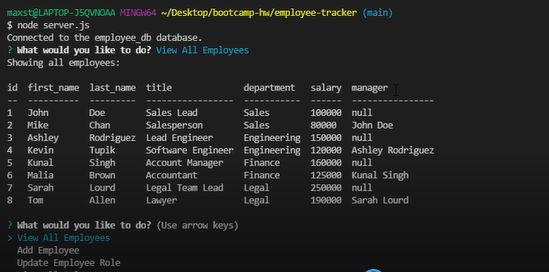 maxst@LAPTOP-J5QVNOAA MINGW64 ~/Desktop/bootcamp-hw/employee-tracker (main)
$ node server.js
Connected to the employee_db database.
? What would you like to do? View All Employees
Showing all employees:
id first_name last_name title department salary manager
-- ---------- --------- ----------------- ----------- ------ ----------------
1 John Doe Sales Lead Sales 100000 null
2 Mike Chan Salesperson Sales 80000 John Doe
3 Ashley Rodriguez Lead Engineer Engineering 150000 null
4 Kevin Tupik Software Engineer Engineering 120000 Ashley Rodriguez
5 Kunal Singh Account Manager Finance 160000 null
6 Malia Brown Accountant Finance 125000 Kunal Singh
7 Sarah Lourd Legal Team Lead Legal 250000 null
8 Tom Allen Lawyer Legal 190000 Sarah Lourd
? What would you like to do? (Use arrow keys)
> View All Employees
Add Employee
Update Employee Role